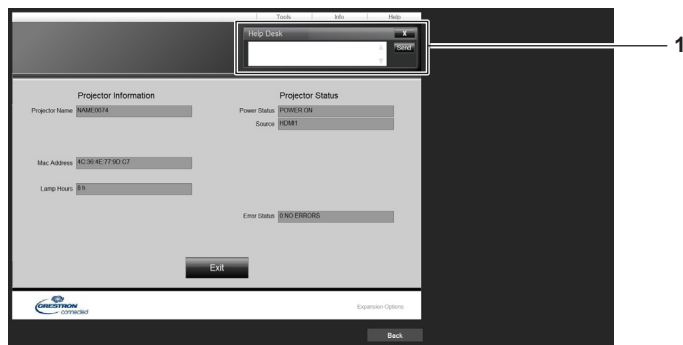 Tools Info Help
Help Desk X
Send
1
Projector Information Projector Status
Projector Name NAME0074 Power Status POWER ON
Source HDMI1
Mac Address 4C:36:4E:77:9D:C7
Lamp Hours 8 h
Error Status 0:NO ERRORS
Exit
CRESTRON
connected
Expansion Options
Back